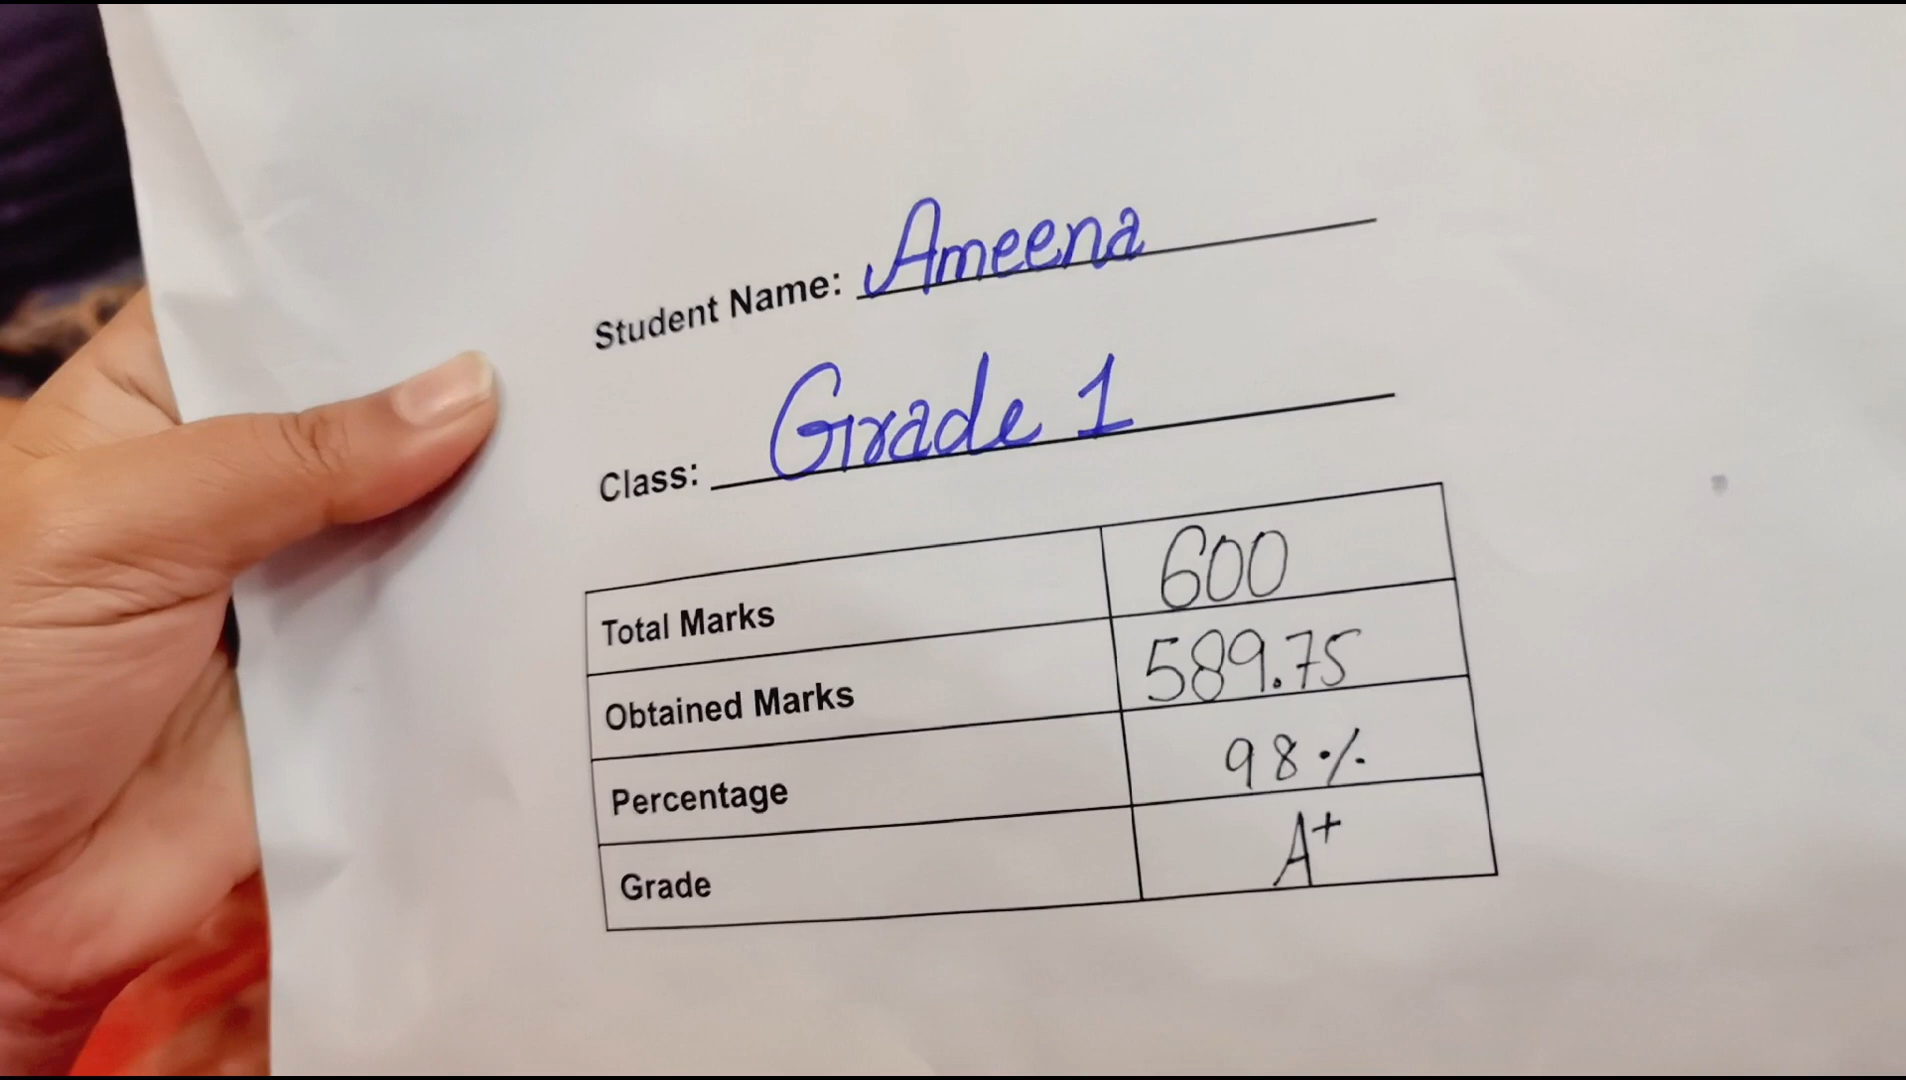 Student Name: Ameena
Class: Grade 1
Total Marks 600
Obtained Marks 589.75
Percentage 98%
Grade A+